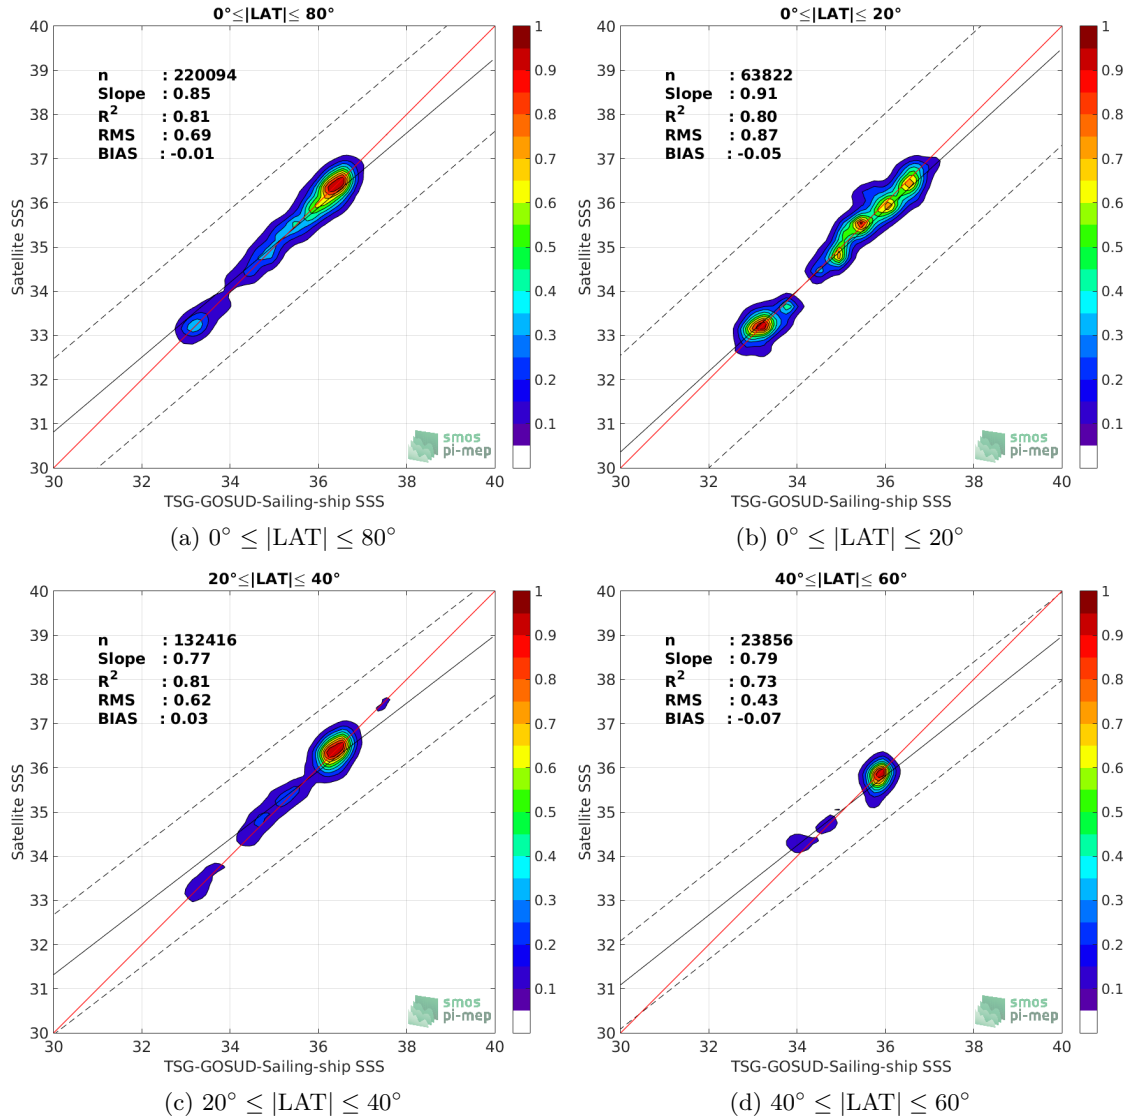 0°≤|LAT|≤ 80°
40
39
38
37
36
35
34
33
32
31
30
Satellite SSS
n : 220094
Slope : 0.85
R² : 0.81
RMS : 0.69
BIAS : -0.01
smos
pi-mep
30 32 34 36 38 40
TSG-GOSUD-Sailing-ship SSS
1
0.9
0.8
0.7
0.6
0.5
0.4
0.3
0.2
0.1
(a) 0° ≤ |LAT| ≤ 80°
0°≤|LAT|≤ 20°
40
39
38
37
36
35
34
33
32
31
30
Satellite SSS
n : 63822
Slope : 0.91
R² : 0.80
RMS : 0.87
BIAS : -0.05
smos
pi-mep
30 32 34 36 38 40
TSG-GOSUD-Sailing-ship SSS
1
0.9
0.8
0.7
0.6
0.5
0.4
0.3
0.2
0.1
(b) 0° ≤ |LAT| ≤ 20°
20°≤|LAT|≤ 40°
40
39
38
37
36
35
34
33
32
31
30
Satellite SSS
n : 132416
Slope : 0.77
R² : 0.81
RMS : 0.62
BIAS : 0.03
smos
pi-mep
30 32 34 36 38 40
TSG-GOSUD-Sailing-ship SSS
1
0.9
0.8
0.7
0.6
0.5
0.4
0.3
0.2
0.1
(c) 20° ≤ |LAT| ≤ 40°
40°≤|LAT|≤ 60°
40
39
38
37
36
35
34
33
32
31
30
Satellite SSS
n : 23856
Slope : 0.79
R² : 0.73
RMS : 0.43
BIAS : -0.07
smos
pi-mep
30 32 34 36 38 40
TSG-GOSUD-Sailing-ship SSS
1
0.9
0.8
0.7
0.6
0.5
0.4
0.3
0.2
0.1
(d) 40° ≤ |LAT| ≤ 60°